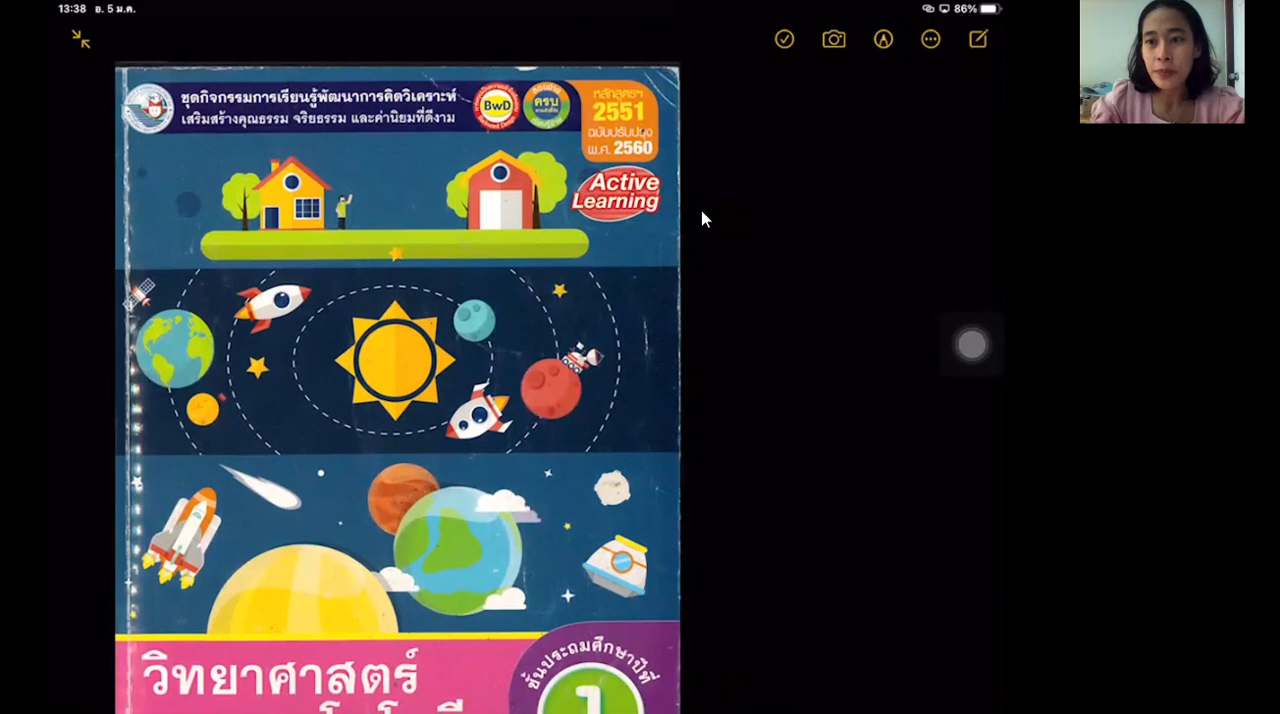 13:38 อ. 5 ม.ค.
86%
ชุดกิจกรรมการเรียนรู้พัฒนาการคิดวิเคราะห์
เสริมสร้างคุณธรรม จริยธรรม และค่านิยมที่ดีงาม
BwD
ครบ
หลักสูตรฯ
2551
ฉบับปรับปรุง
พ.ศ. 2560
Active
Learning
วิทยาศาสตร์
ชั้นประถมศึกษาปีที่
1